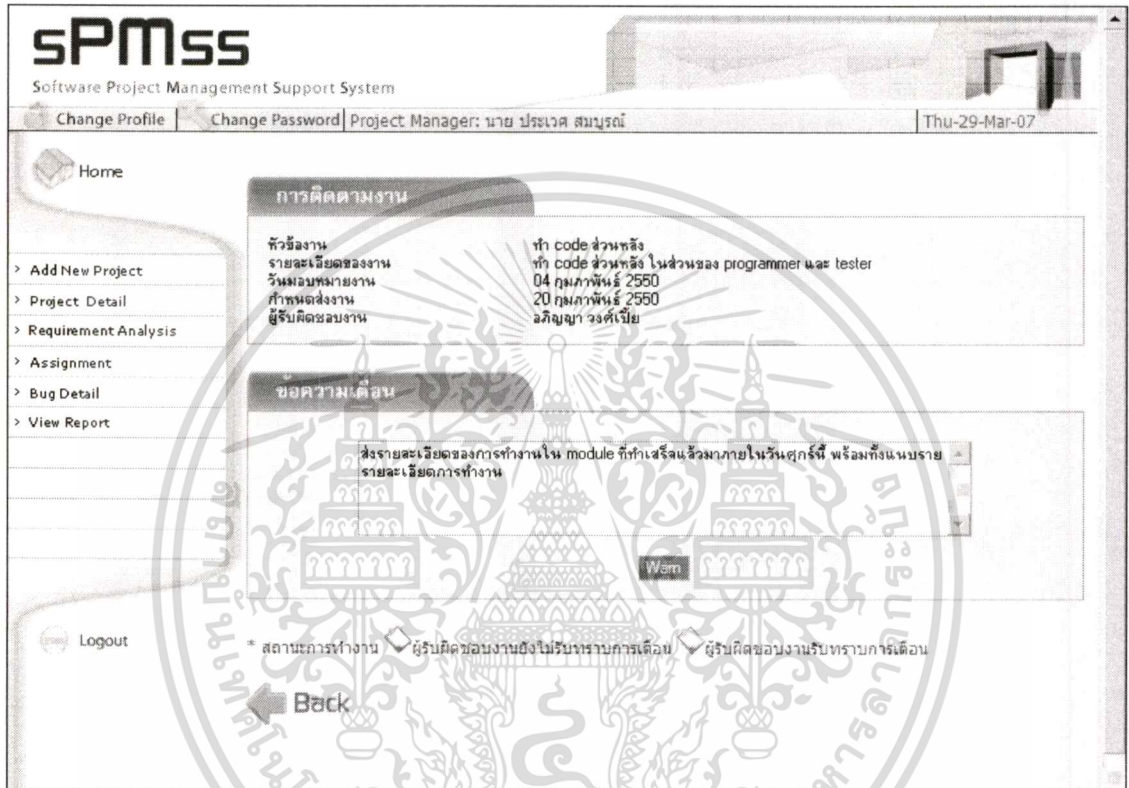 sPMss
Software Project Management Support System
Change Profile Change Password Project Manager: นาย ประเวศ สมบูรณ์ Thu-29-Mar-07
Home
การติดตามงาน
หัวข้องาน ทำ code ส่วนหลัง
รายละเอียดของงาน ทำ code ส่วนหลัง ในส่วนของ programmer และ tester
วันมอบหมายงาน 04 กุมภาพันธ์ 2550
กำหนดส่งงาน 20 กุมภาพันธ์ 2550
ผู้รับผิดชอบงาน อภิญญา วงศ์เปี้ย
> Add New Project
> Project Detail
> Requirement Analysis
> Assignment
> Bug Detail
> View Report
ข้อความเตือน
ส่งรายละเอียดของการทำงานใน module ที่ทำเสร็จแล้วมาภายในวันศุกร์นี้ พร้อมทั้งแนบราย
รายละเอียดการทำงาน
Warn
Logout
* สถานะการทำงาน ผู้รับผิดชอบงานยังไม่รับทราบการเตือน ผู้รับผิดชอบงานรับทราบการเตือน
Back